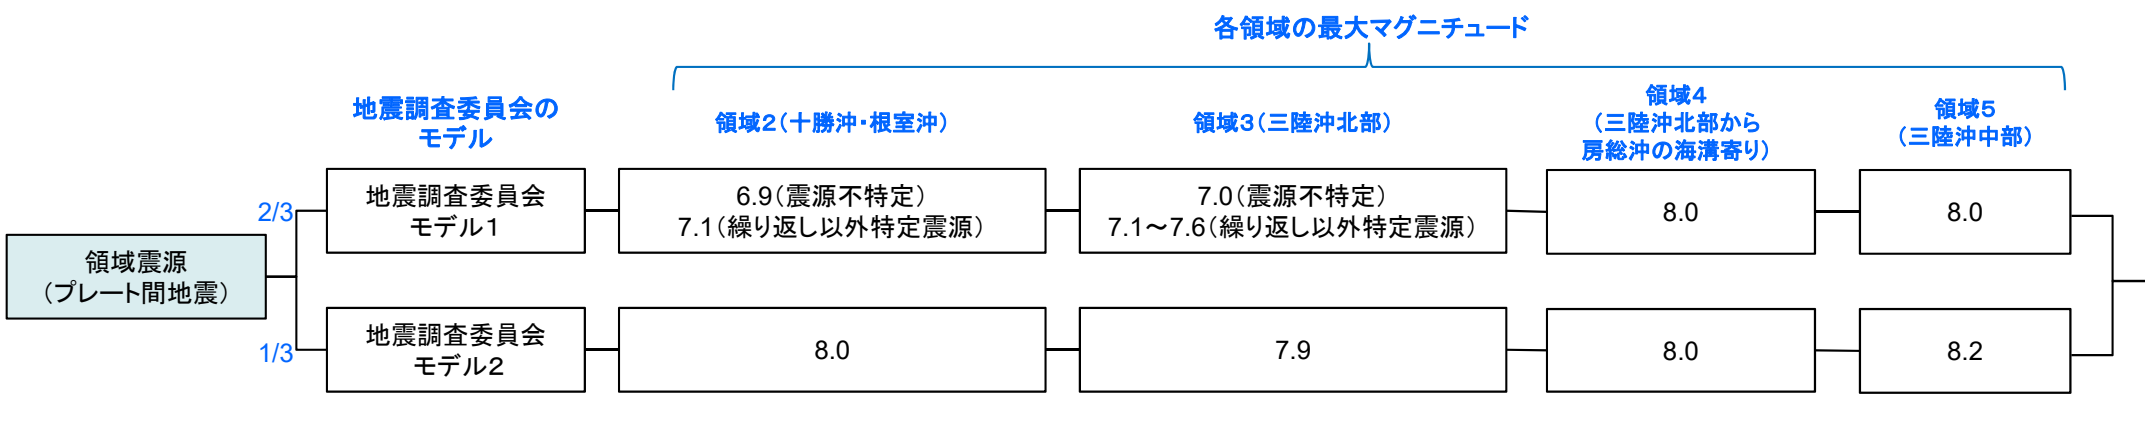 各領域の最大マグニチュード
地震調査委員会の
モデル
領域2(十勝沖・根室沖)
領域3(三陸沖北部)
領域4
(三陸沖北部から
房総沖の海溝寄り)
領域5
(三陸沖中部)
2/3
地震調査委員会
モデル1
6.9(震源不特定)
7.1(繰り返し以外特定震源)
7.0(震源不特定)
7.1～7.6(繰り返し以外特定震源)
8.0
8.0
領域震源
(プレート間地震)
1/3
地震調査委員会
モデル2
8.0
7.9
8.0
8.2